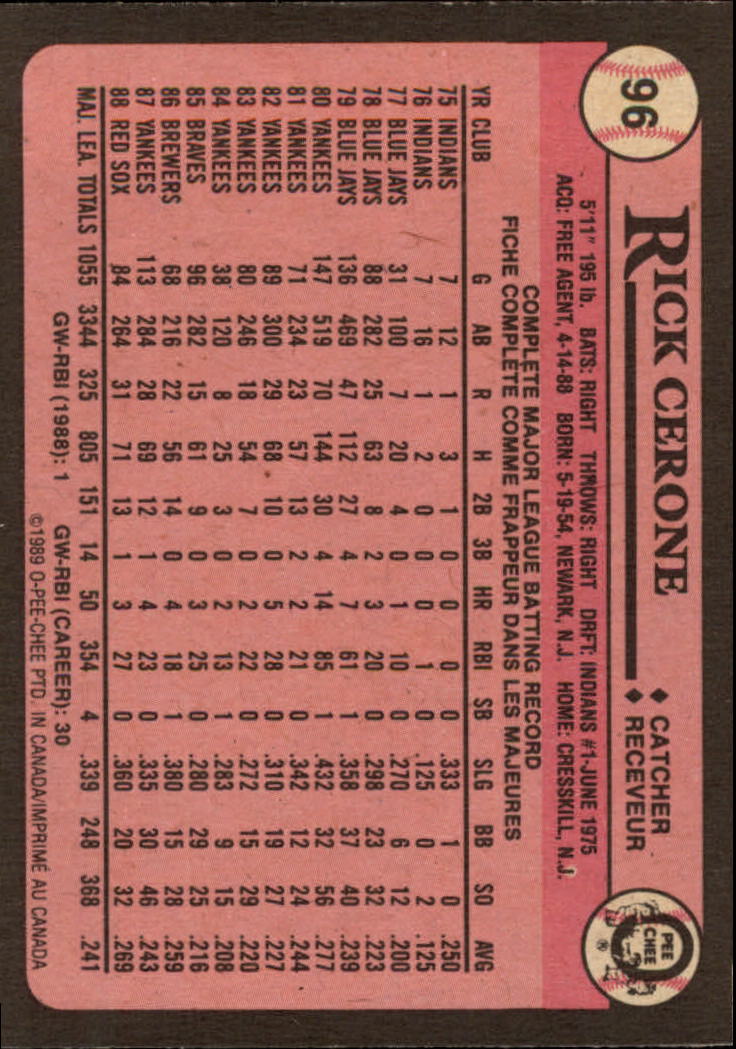 96
RICK CERONE
♦ CATCHER
♦ RECEVEUR
O PEE CHEE ®
5'11" 195 lb. BATS: RIGHT THROWS: RIGHT DRFT: INDIANS #1-JUNE 1975
ACQ: FREE AGENT, 4-14-88 BORN: 5-19-54, NEWARK, N.J. HOME: CRESSKILL, N.J.
COMPLETE MAJOR LEAGUE BATTING RECORD
FICHE COMPLÈTE COMME FRAPPEUR DANS LES MAJEURES
YR CLUB G AB R H 2B 3B HR RBI SB SLG BB SO AVG
75 INDIANS 7 12 1 3 1 0 0 0 0 .333 1 0 .250
76 INDIANS 7 16 1 2 0 0 0 1 0 .125 0 2 .125
77 BLUE JAYS 31 100 7 20 4 0 1 10 0 .270 6 12 .200
78 BLUE JAYS 88 282 25 63 8 2 3 20 0 .298 23 32 .223
79 BLUE JAYS 136 469 47 112 27 4 7 61 1 .358 37 40 .239
80 YANKEES 147 519 70 144 30 4 14 85 1 .432 32 56 .277
81 YANKEES 71 234 23 57 13 2 2 21 0 .342 12 24 .244
82 YANKEES 89 300 29 68 10 0 5 28 0 .310 19 27 .227
83 YANKEES 80 246 18 54 7 0 2 22 0 .272 15 29 .220
84 YANKEES 38 120 8 25 3 0 2 13 1 .283 9 15 .208
85 BRAVES 96 282 15 61 9 0 3 25 0 .280 29 25 .216
86 BREWERS 68 216 22 56 14 0 4 18 1 .380 15 28 .259
87 YANKEES 113 284 28 69 12 1 4 23 0 .335 30 46 .243
88 RED SOX 84 264 31 71 13 1 3 27 0 .360 20 32 .269
MAJ. LEA. TOTALS 1055 3344 325 805 151 14 50 354 4 .339 248 368 .241
GW-RBI (1988): 1 GW-RBI (CAREER): 30
©1989 O-PEE-CHEE PTD. IN CANADA/IMPRIMÉ AU CANADA